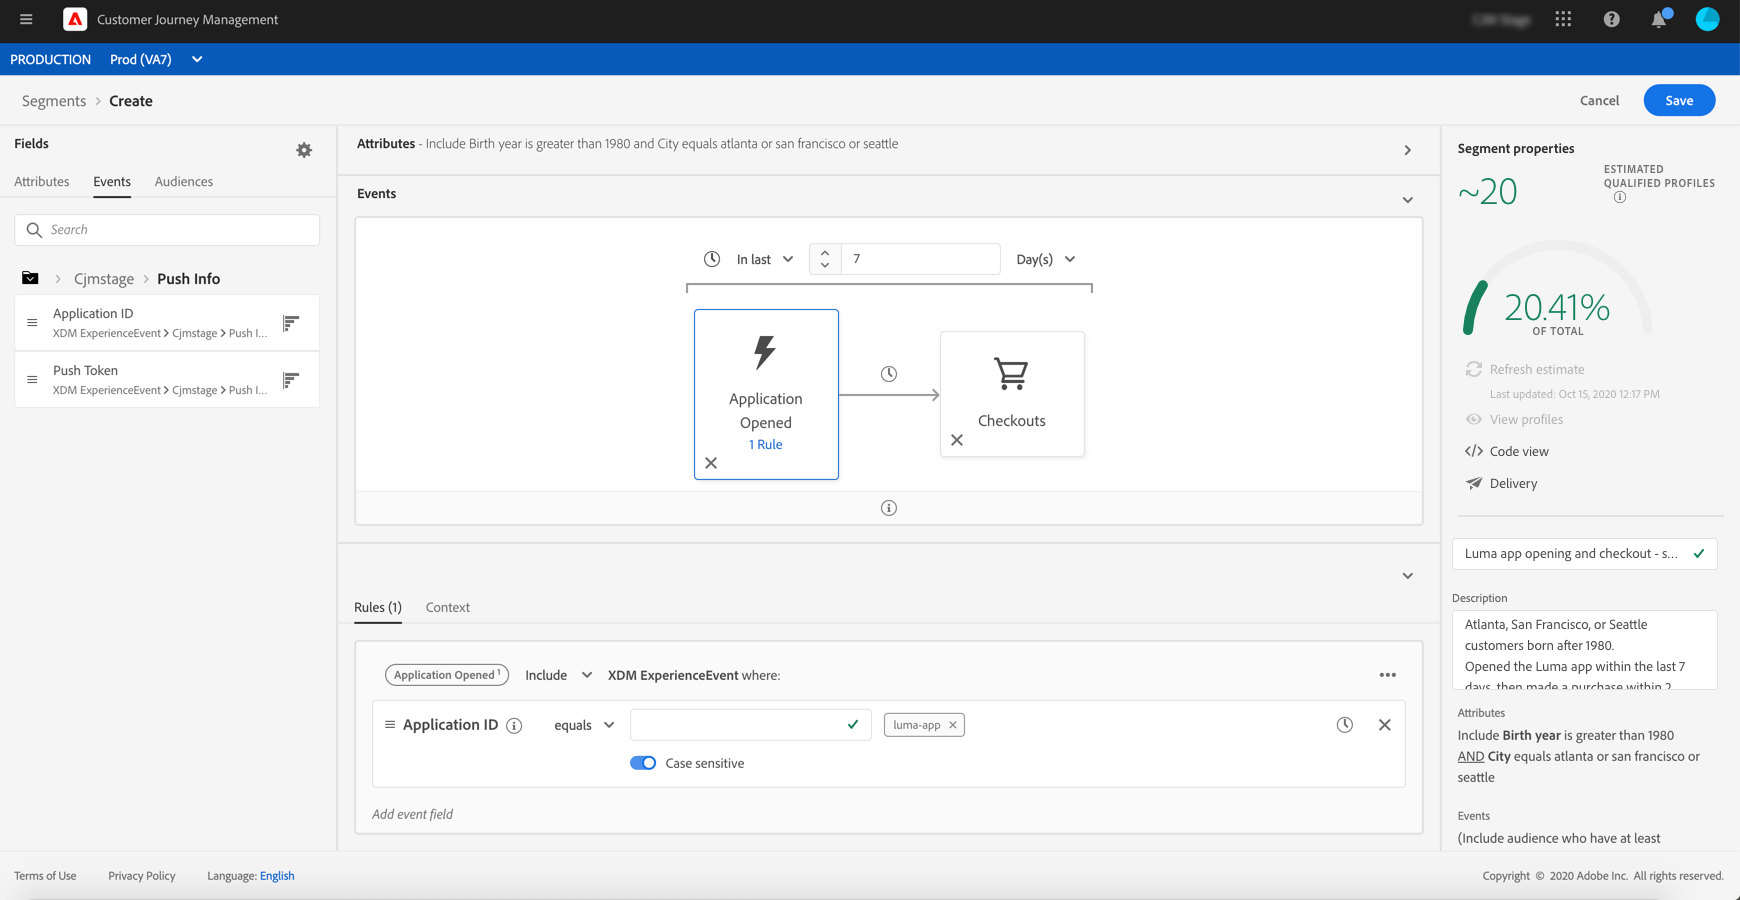 Customer Journey Management
PRODUCTION Prod (VA7)
Segments > Create
Cancel
Save
Fields
Attributes
Events
Audiences
Search
Cjmstage > Push Info
Application ID
XDM ExperienceEvent > Cjmstage > Push I...
Push Token
XDM ExperienceEvent > Cjmstage > Push I...
Attributes - Include Birth year is greater than 1980 and City equals atlanta or san francisco or seattle
Events
In last
7
Day(s)
Application
Opened
1 Rule
Checkouts
Rules (1)
Context
Application Opened 1
Include
XDM ExperienceEvent where:
Application ID
equals
luma-app
Case sensitive
Add event field
Segment properties
~20
ESTIMATED
QUALIFIED PROFILES
20.41%
OF TOTAL
Refresh estimate
Last updated: Oct 15, 2020 12:17 PM
View profiles
Code view
Delivery
Luma app opening and checkout - s...
Description
Atlanta, San Francisco, or Seattle
customers born after 1980.
Opened the Luma app within the last 7
days, then made a purchase within 2
Attributes
Include Birth year is greater than 1980
AND City equals atlanta or san francisco or
seattle
Events
(Include audience who have at least
Terms of Use
Privacy Policy
Language: English
Copyright © 2020 Adobe Inc. All rights reserved.